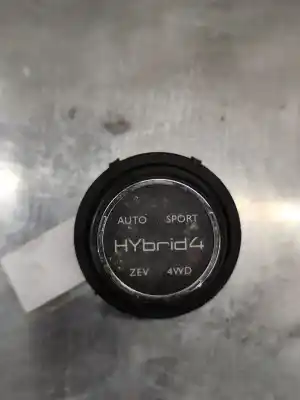 AUTO SPORT
HYbrid4
ZEV 4WD